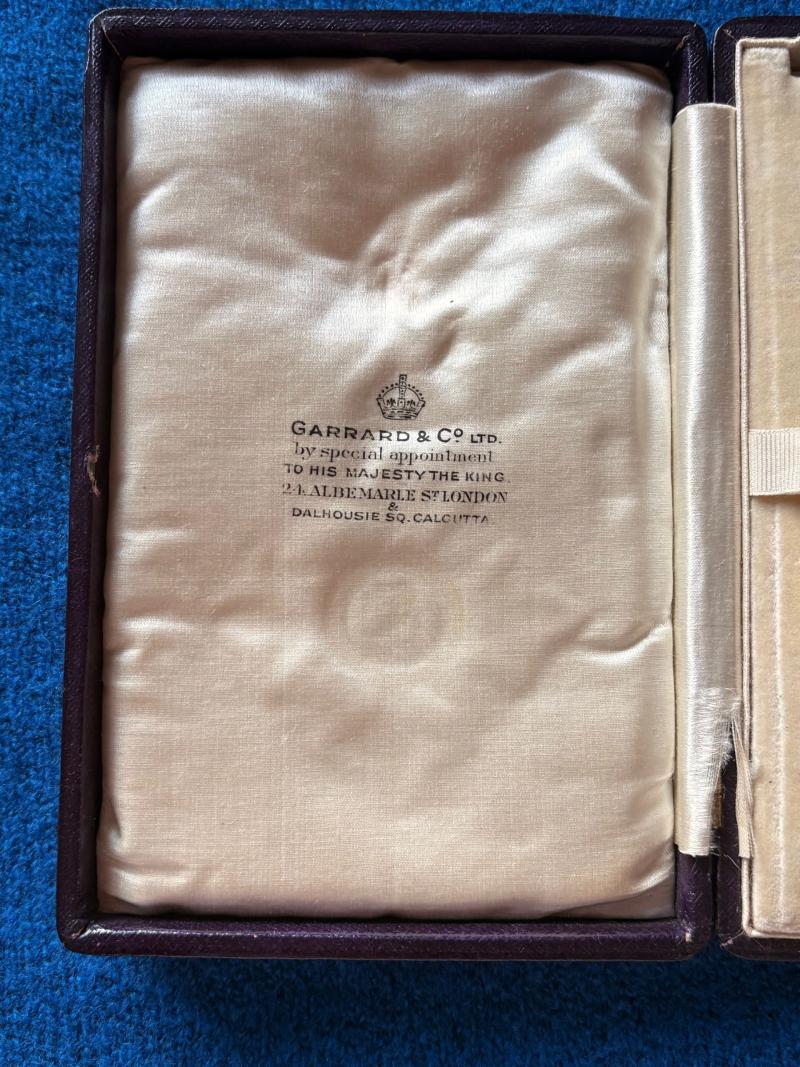 GARRARD & Cº LTD.
by special appointment
TO HIS MAJESTY THE KING.
24, ALBEMARLE Sᵀ LONDON
&
DALHOUSIE SQ. CALCUTTA